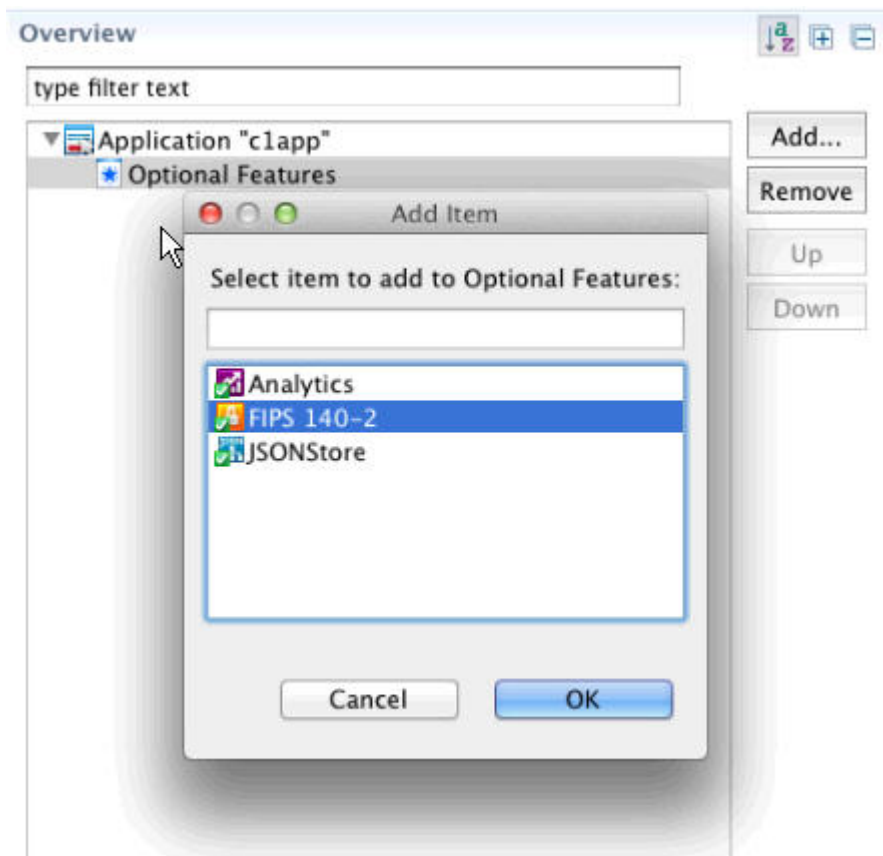 Overview
type filter text
Application "c1app"
Add...
Optional Features
Remove
Add Item
Up
Select item to add to Optional Features:
Down
Analytics
FIPS 140-2
JSONStore
Cancel
OK